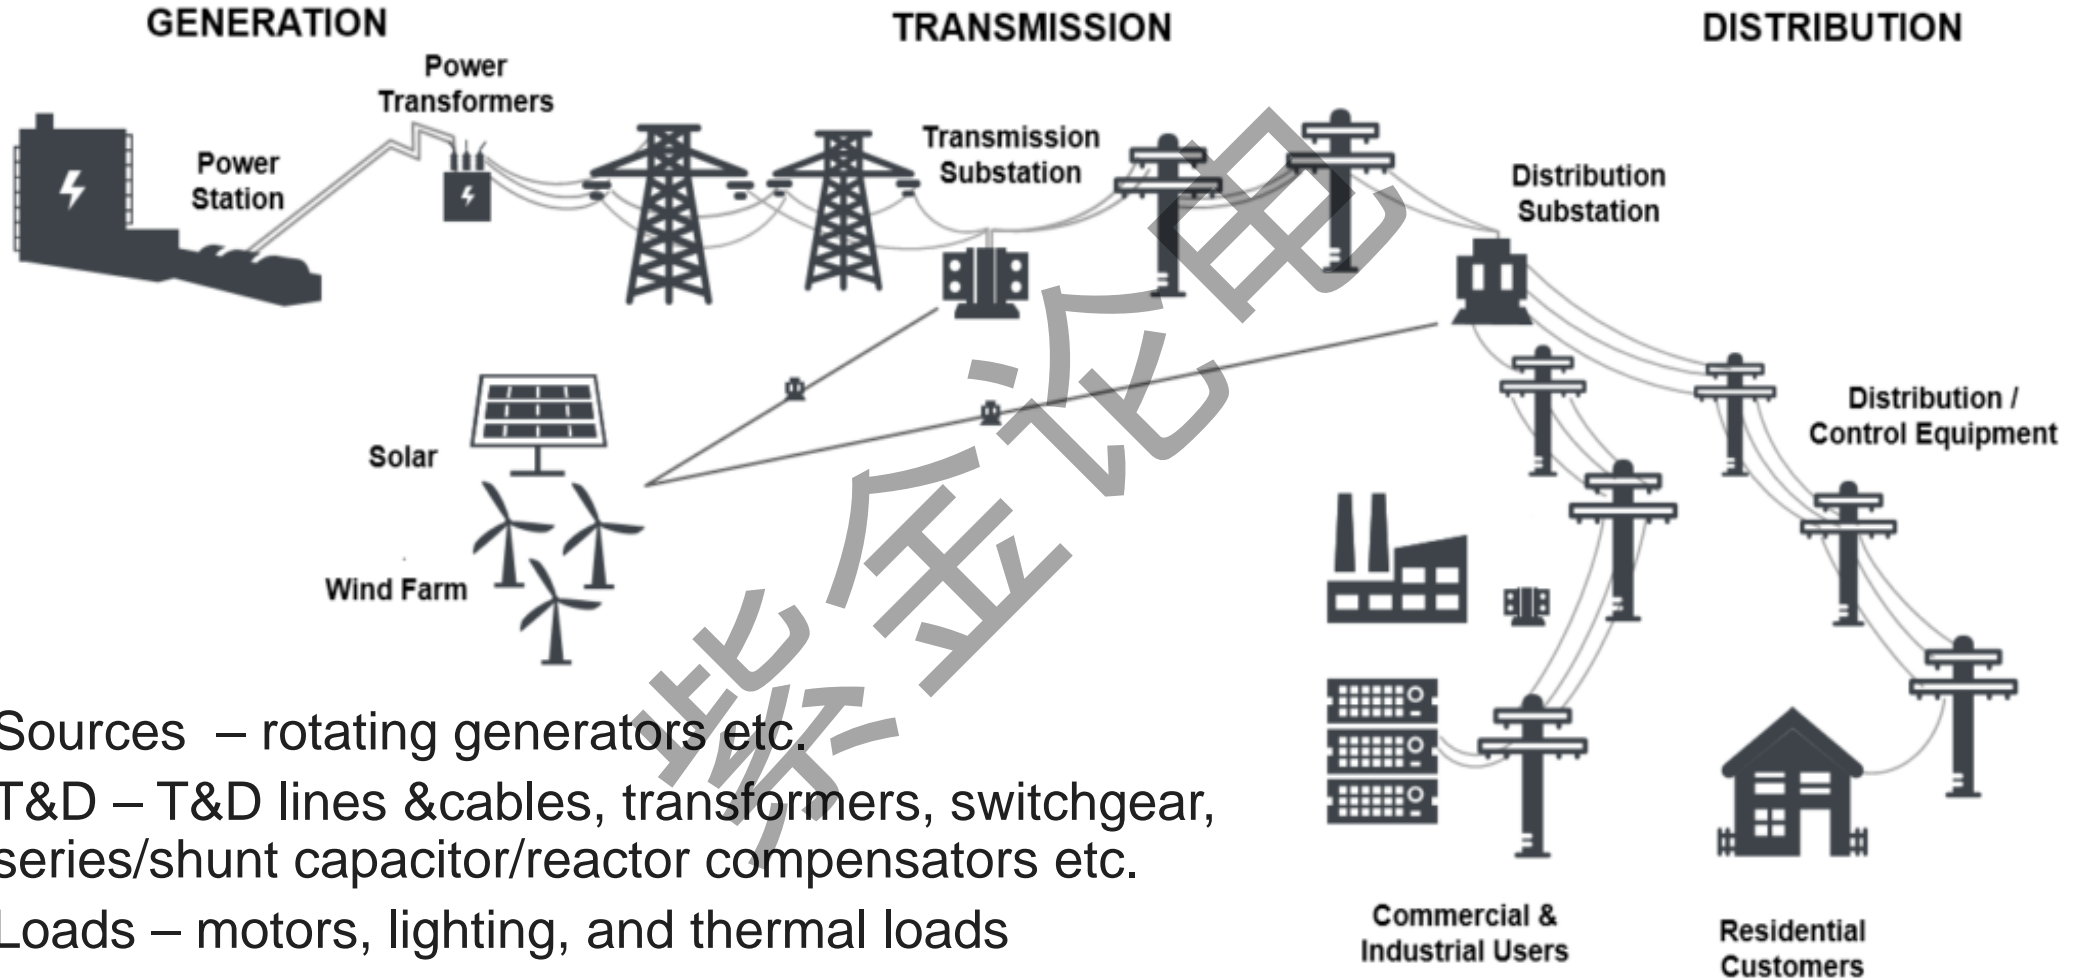 GENERATION
TRANSMISSION
DISTRIBUTION
Power
Transformers
Power
Station
Transmission
Substation
Distribution
Substation
Solar
Wind Farm
Distribution /
Control Equipment
Sources – rotating generators etc.
T&D – T&D lines &cables, transformers, switchgear,
series/shunt capacitor/reactor compensators etc.
Loads – motors, lighting, and thermal loads
Commercial &
Industrial Users
Residential
Customers
紫金论电